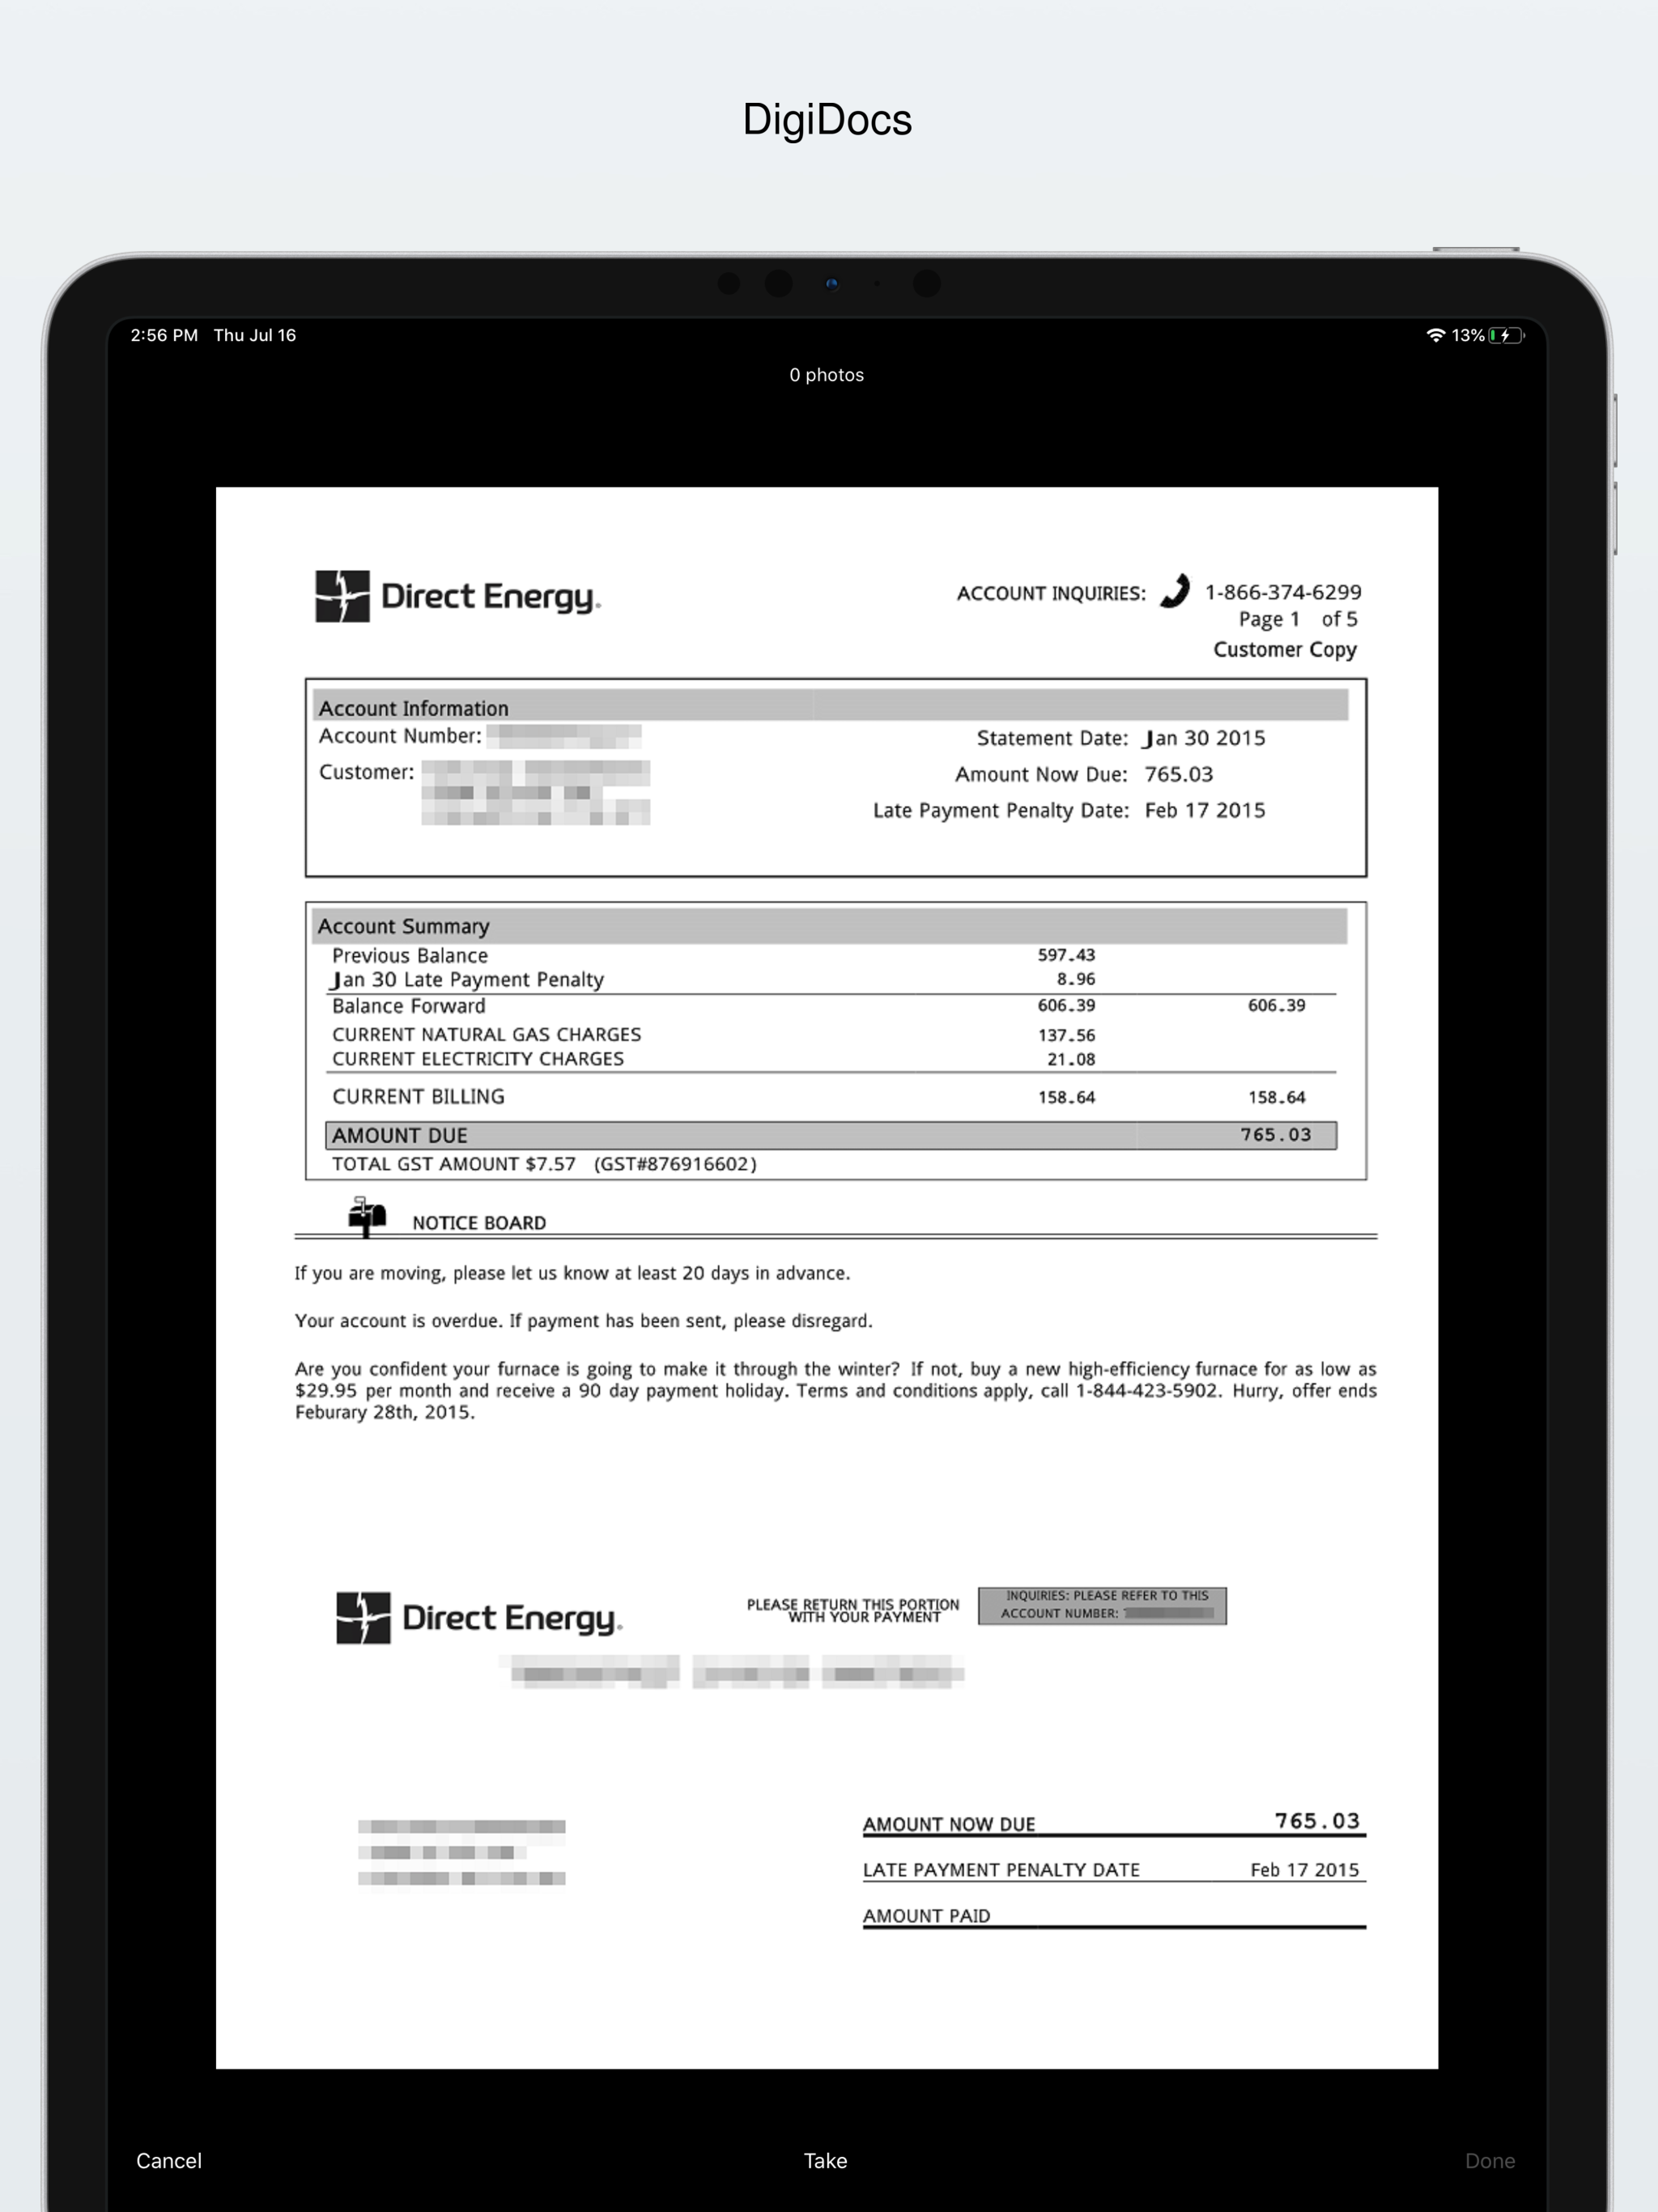 DigiDocs
2:56 PM Thu Jul 16
13%
0 photos
Direct Energy
ACCOUNT INQUIRIES: 1-866-374-6299
Page 1 of 5
Customer Copy
Account Information
Account Number:
Customer:
Statement Date: Jan 30 2015
Amount Now Due: 765.03
Late Payment Penalty Date: Feb 17 2015
Account Summary
Previous Balance 597.43
Jan 30 Late Payment Penalty 8.96
Balance Forward 606.39 606.39
CURRENT NATURAL GAS CHARGES 137.56
CURRENT ELECTRICITY CHARGES 21.08
CURRENT BILLING 158.64 158.64
AMOUNT DUE 765.03
TOTAL GST AMOUNT $7.57 (GST#876916602)
NOTICE BOARD
If you are moving, please let us know at least 20 days in advance.
Your account is overdue. If payment has been sent, please disregard.
Are you confident your furnace is going to make it through the winter? If not, buy a new high-efficiency furnace for as low as
$29.95 per month and receive a 90 day payment holiday. Terms and conditions apply, call 1-844-423-5902. Hurry, offer ends
Feburary 28th, 2015.
Direct Energy
PLEASE RETURN THIS PORTION
WITH YOUR PAYMENT
INQUIRIES: PLEASE REFER TO THIS
ACCOUNT NUMBER:
AMOUNT NOW DUE 765.03
LATE PAYMENT PENALTY DATE Feb 17 2015
AMOUNT PAID
Cancel
Take
Done